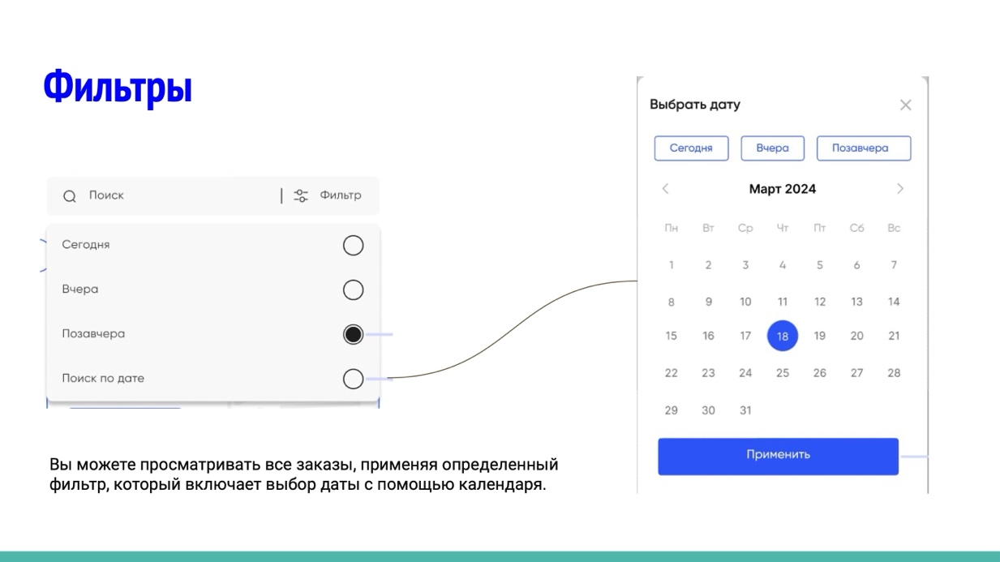 Фильтры
Поиск | Фильтр
Сегодня
Вчера
Позавчера
Поиск по дате
Вы можете просматривать все заказы, применяя определенный
фильтр, который включает выбор даты с помощью календаря.
Выбрать дату
Сегодня Вчера Позавчера
Март 2024
Пн Вт Ср Чт Пт Сб Вс
1 2 3 4 5 6 7
8 9 10 11 12 13 14
15 16 17 18 19 20 21
22 23 24 25 26 27 28
29 30 31
Применить